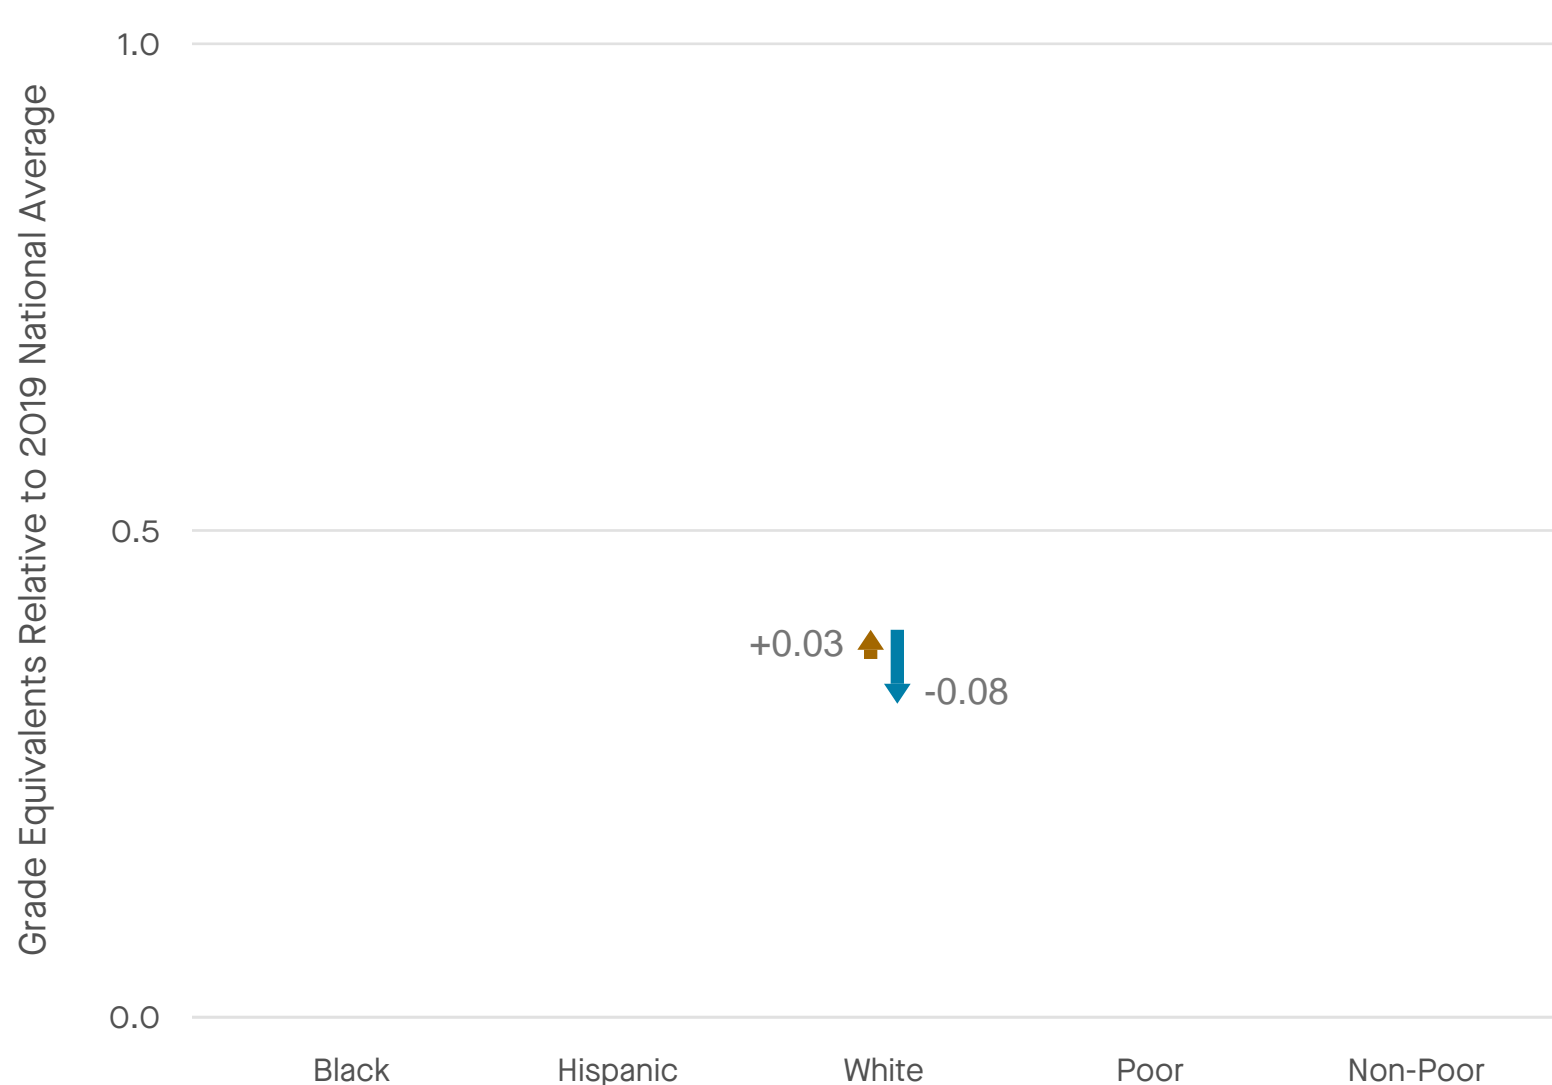 Grade Equivalents Relative to 2019 National Average
1.0
0.5
+0.03
-0.08
0.0
Black Hispanic White Poor Non-Poor